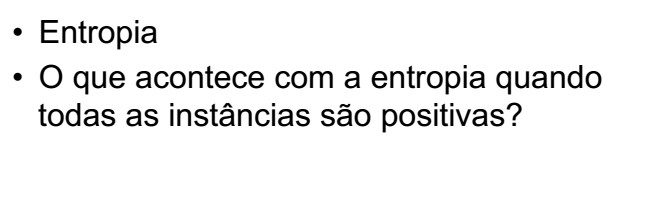 • Entropia
• O que acontece com a entropia quando
todas as instâncias são positivas?